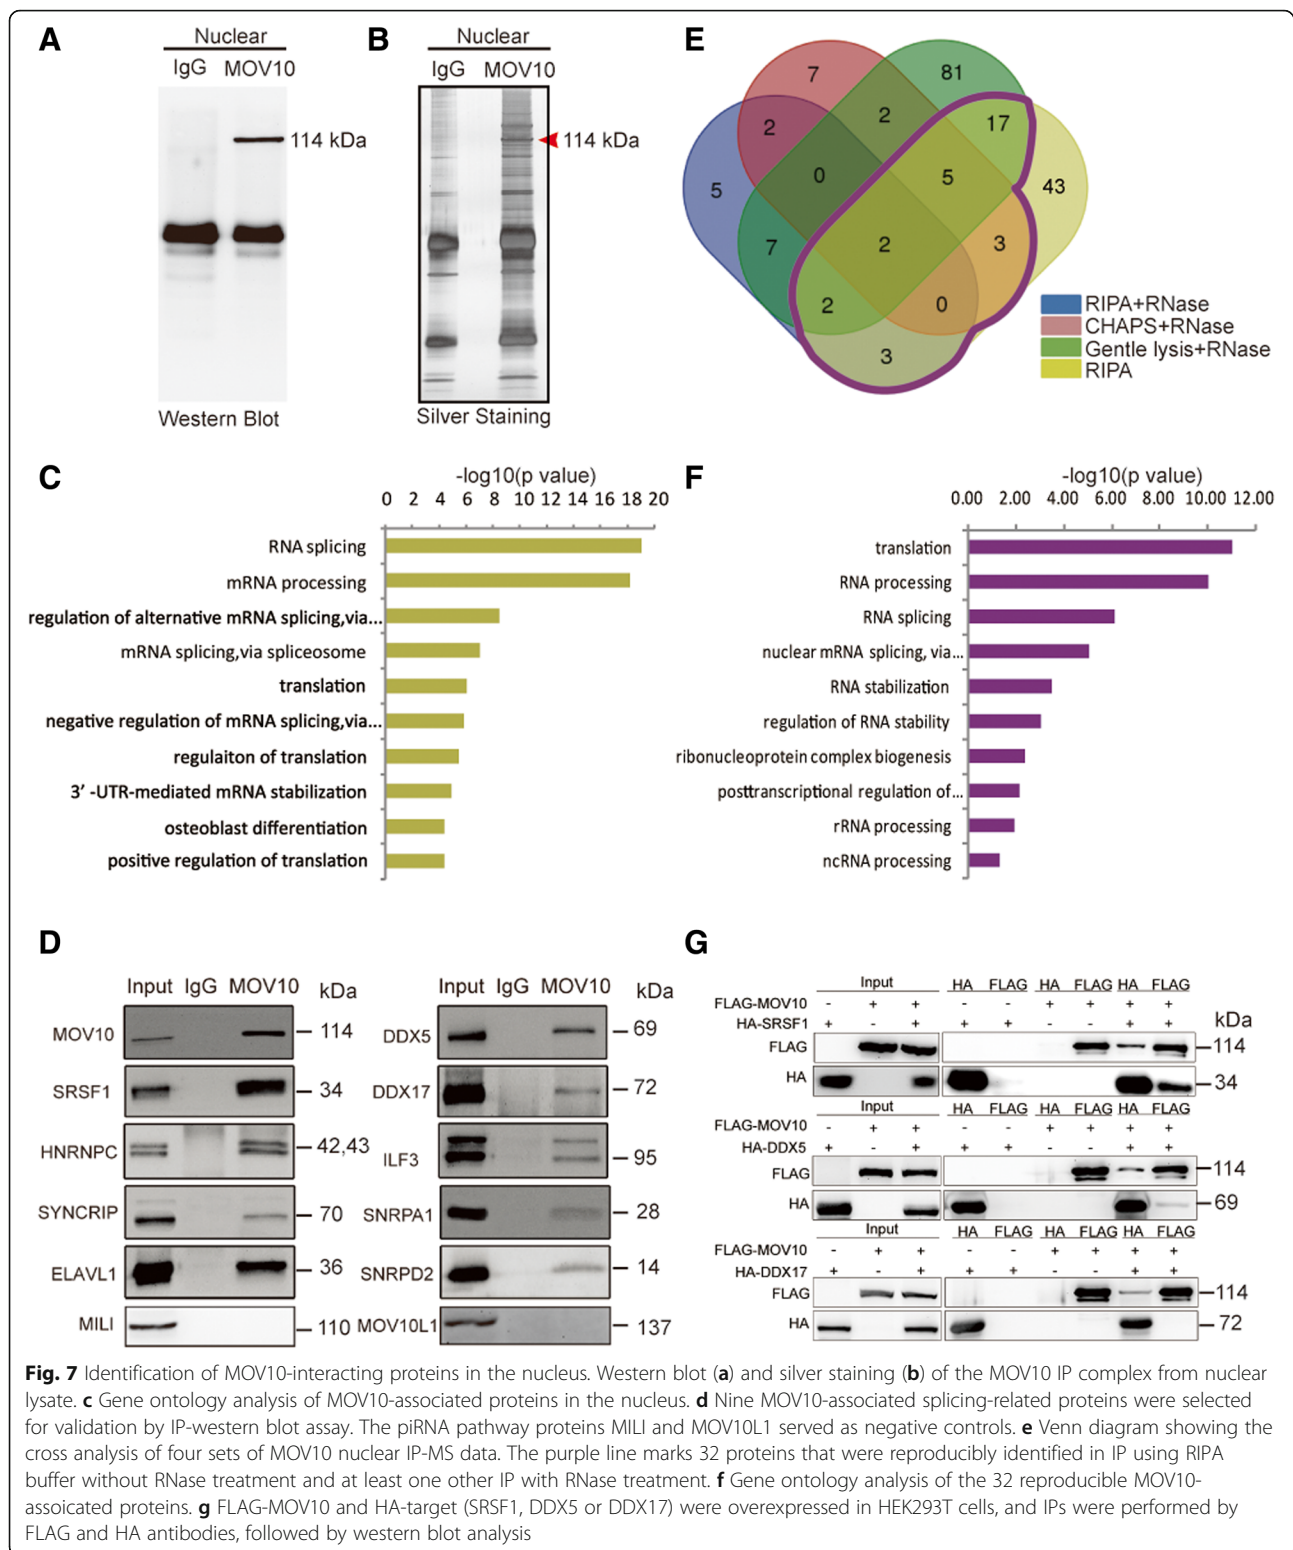 A
Nuclear
IgG MOV10
114 kDa
Western Blot
B
Nuclear
IgG MOV10
114 kDa
Silver Staining
E
7 81
2 2 17
5 0 5 43
7 2 3
2 0
3
RIPA+RNase
CHAPS+RNase
Gentle lysis+RNase
RIPA
C
-log10(p value)
0 2 4 6 8 10 12 14 16 18 20
RNA splicing
mRNA processing
regulation of alternative mRNA splicing,via...
mRNA splicing,via spliceosome
translation
negative regulation of mRNA splicing,via...
regulaiton of translation
3' -UTR-mediated mRNA stabilization
osteoblast differentiation
positive regulation of translation
F
-log10(p value)
0.00 2.00 4.00 6.00 8.00 10.00 12.00
translation
RNA processing
RNA splicing
nuclear mRNA splicing, via...
RNA stabilization
regulation of RNA stability
ribonucleoprotein complex biogenesis
posttranscriptional regulation of...
rRNA processing
ncRNA processing
D
Input IgG MOV10 kDa
MOV10 114
SRSF1 34
HNRNPC 42,43
SYNCRIP 70
ELAVL1 36
MILI 110
Input IgG MOV10 kDa
DDX5 69
DDX17 72
ILF3 95
SNRPA1 28
SNRPD2 14
MOV10L1 137
G
Input HA FLAG HA FLAG HA FLAG
FLAG-MOV10 - + + - - + + + +
HA-SRSF1 + - + + + - - + + kDa
FLAG 114
HA 34
Input HA FLAG HA FLAG HA FLAG
FLAG-MOV10 - + + - - + + + +
HA-DDX5 + - + + + - - + +
FLAG 114
HA 69
Input HA FLAG HA FLAG HA FLAG
FLAG-MOV10 - + + - - + + + +
HA-DDX17 + - + + + - - + +
FLAG 114
HA 72
Fig. 7 Identification of MOV10-interacting proteins in the nucleus. Western blot (a) and silver staining (b) of the MOV10 IP complex from nuclear
lysate. c Gene ontology analysis of MOV10-associated proteins in the nucleus. d Nine MOV10-associated splicing-related proteins were selected
for validation by IP-western blot assay. The piRNA pathway proteins MILI and MOV10L1 served as negative controls. e Venn diagram showing the
cross analysis of four sets of MOV10 nuclear IP-MS data. The purple line marks 32 proteins that were reproducibly identified in IP using RIPA
buffer without RNase treatment and at least one other IP with RNase treatment. f Gene ontology analysis of the 32 reproducible MOV10-
assoicated proteins. g FLAG-MOV10 and HA-target (SRSF1, DDX5 or DDX17) were overexpressed in HEK293T cells, and IPs were performed by
FLAG and HA antibodies, followed by western blot analysis